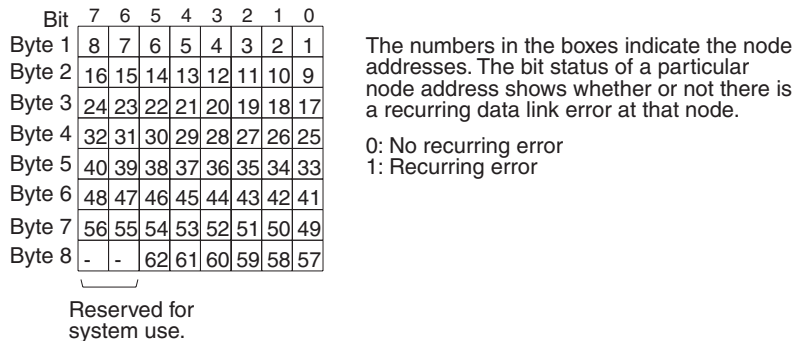 Bit 7 6 5 4 3 2 1 0
Byte 1 8 7 6 5 4 3 2 1
Byte 2 16 15 14 13 12 11 10 9
Byte 3 24 23 22 21 20 19 18 17
Byte 4 32 31 30 29 28 27 26 25
Byte 5 40 39 38 37 36 35 34 33
Byte 6 48 47 46 45 44 43 42 41
Byte 7 56 55 54 53 52 51 50 49
Byte 8 - - 62 61 60 59 58 57
Reserved for
system use.
The numbers in the boxes indicate the node
addresses. The bit status of a particular
node address shows whether or not there is
a recurring data link error at that node.
0: No recurring error
1: Recurring error